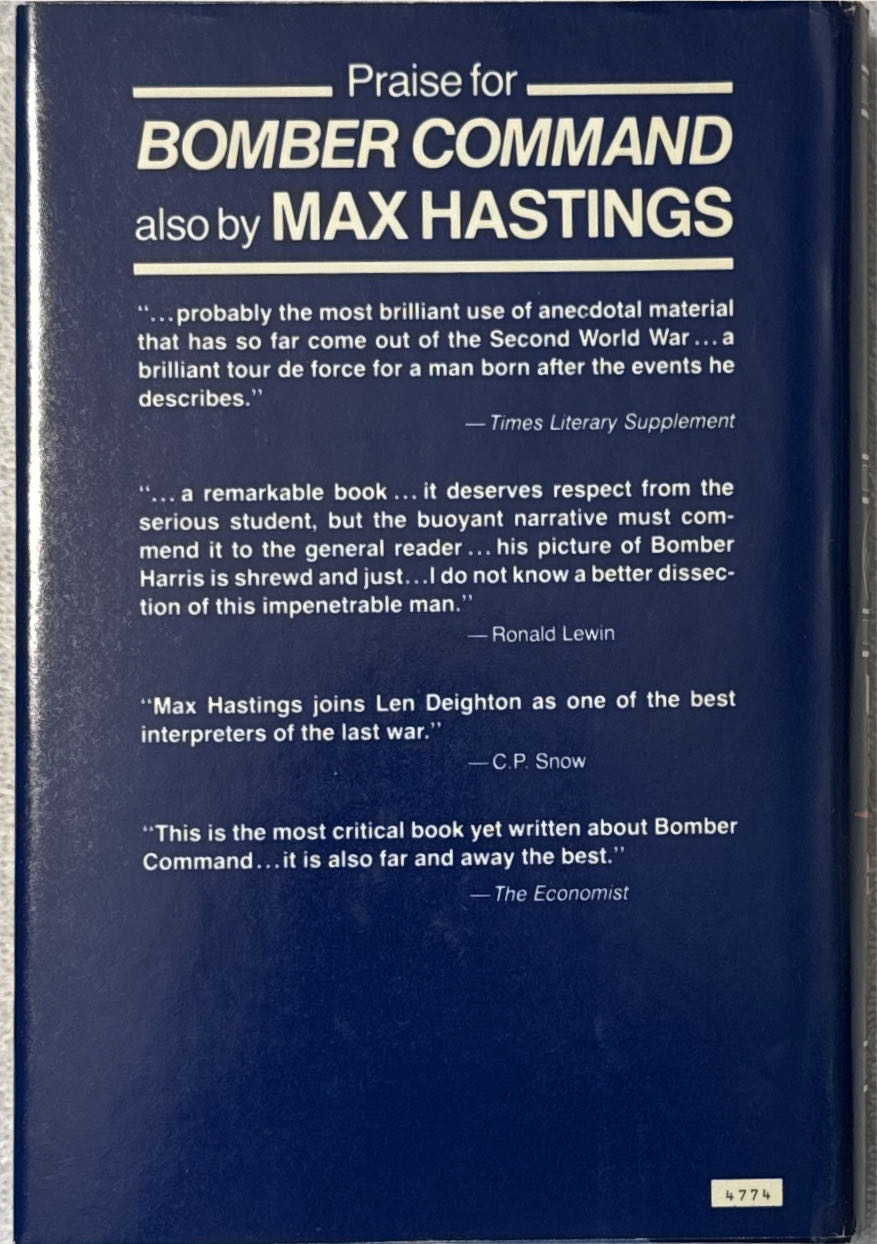 Praise for
BOMBER COMMAND
also by MAX HASTINGS
“...probably the most brilliant use of anecdotal material
that has so far come out of the Second World War...a
brilliant tour de force for a man born after the events he
describes.”
— Times Literary Supplement
“... a remarkable book ... it deserves respect from the
serious student, but the buoyant narrative must com-
mend it to the general reader ... his picture of Bomber
Harris is shrewd and just...I do not know a better dissec-
tion of this impenetrable man.”
— Ronald Lewin
“Max Hastings joins Len Deighton as one of the best
interpreters of the last war.”
— C.P. Snow
“This is the most critical book yet written about Bomber
Command...it is also far and away the best.”
— The Economist
4774